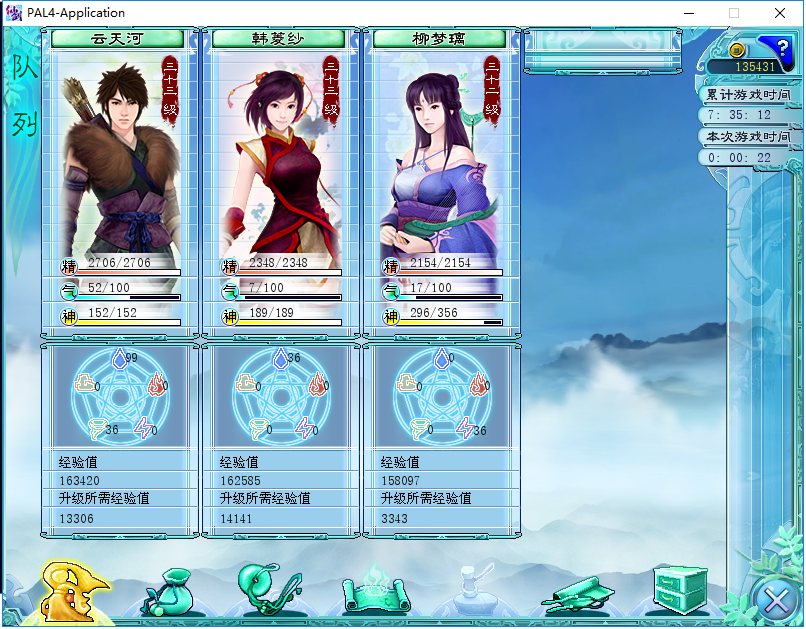 PAL4-Application
队列
云天河
三十二级
精 2706/2706
气 52/100
神 152/152
99
0
0
36
0
经验值
163420
升级所需经验值
13306
韩菱纱
三十二级
精 2348/2348
气 7/100
神 189/189
36
0
0
0
0
经验值
162585
升级所需经验值
14141
柳梦璃
三十二级
精 2154/2154
气 17/100
神 296/356
0
0
0
0
36
经验值
158097
升级所需经验值
3343
?
135431
累计游戏时间
7: 35: 12
本次游戏时间
0: 00: 22